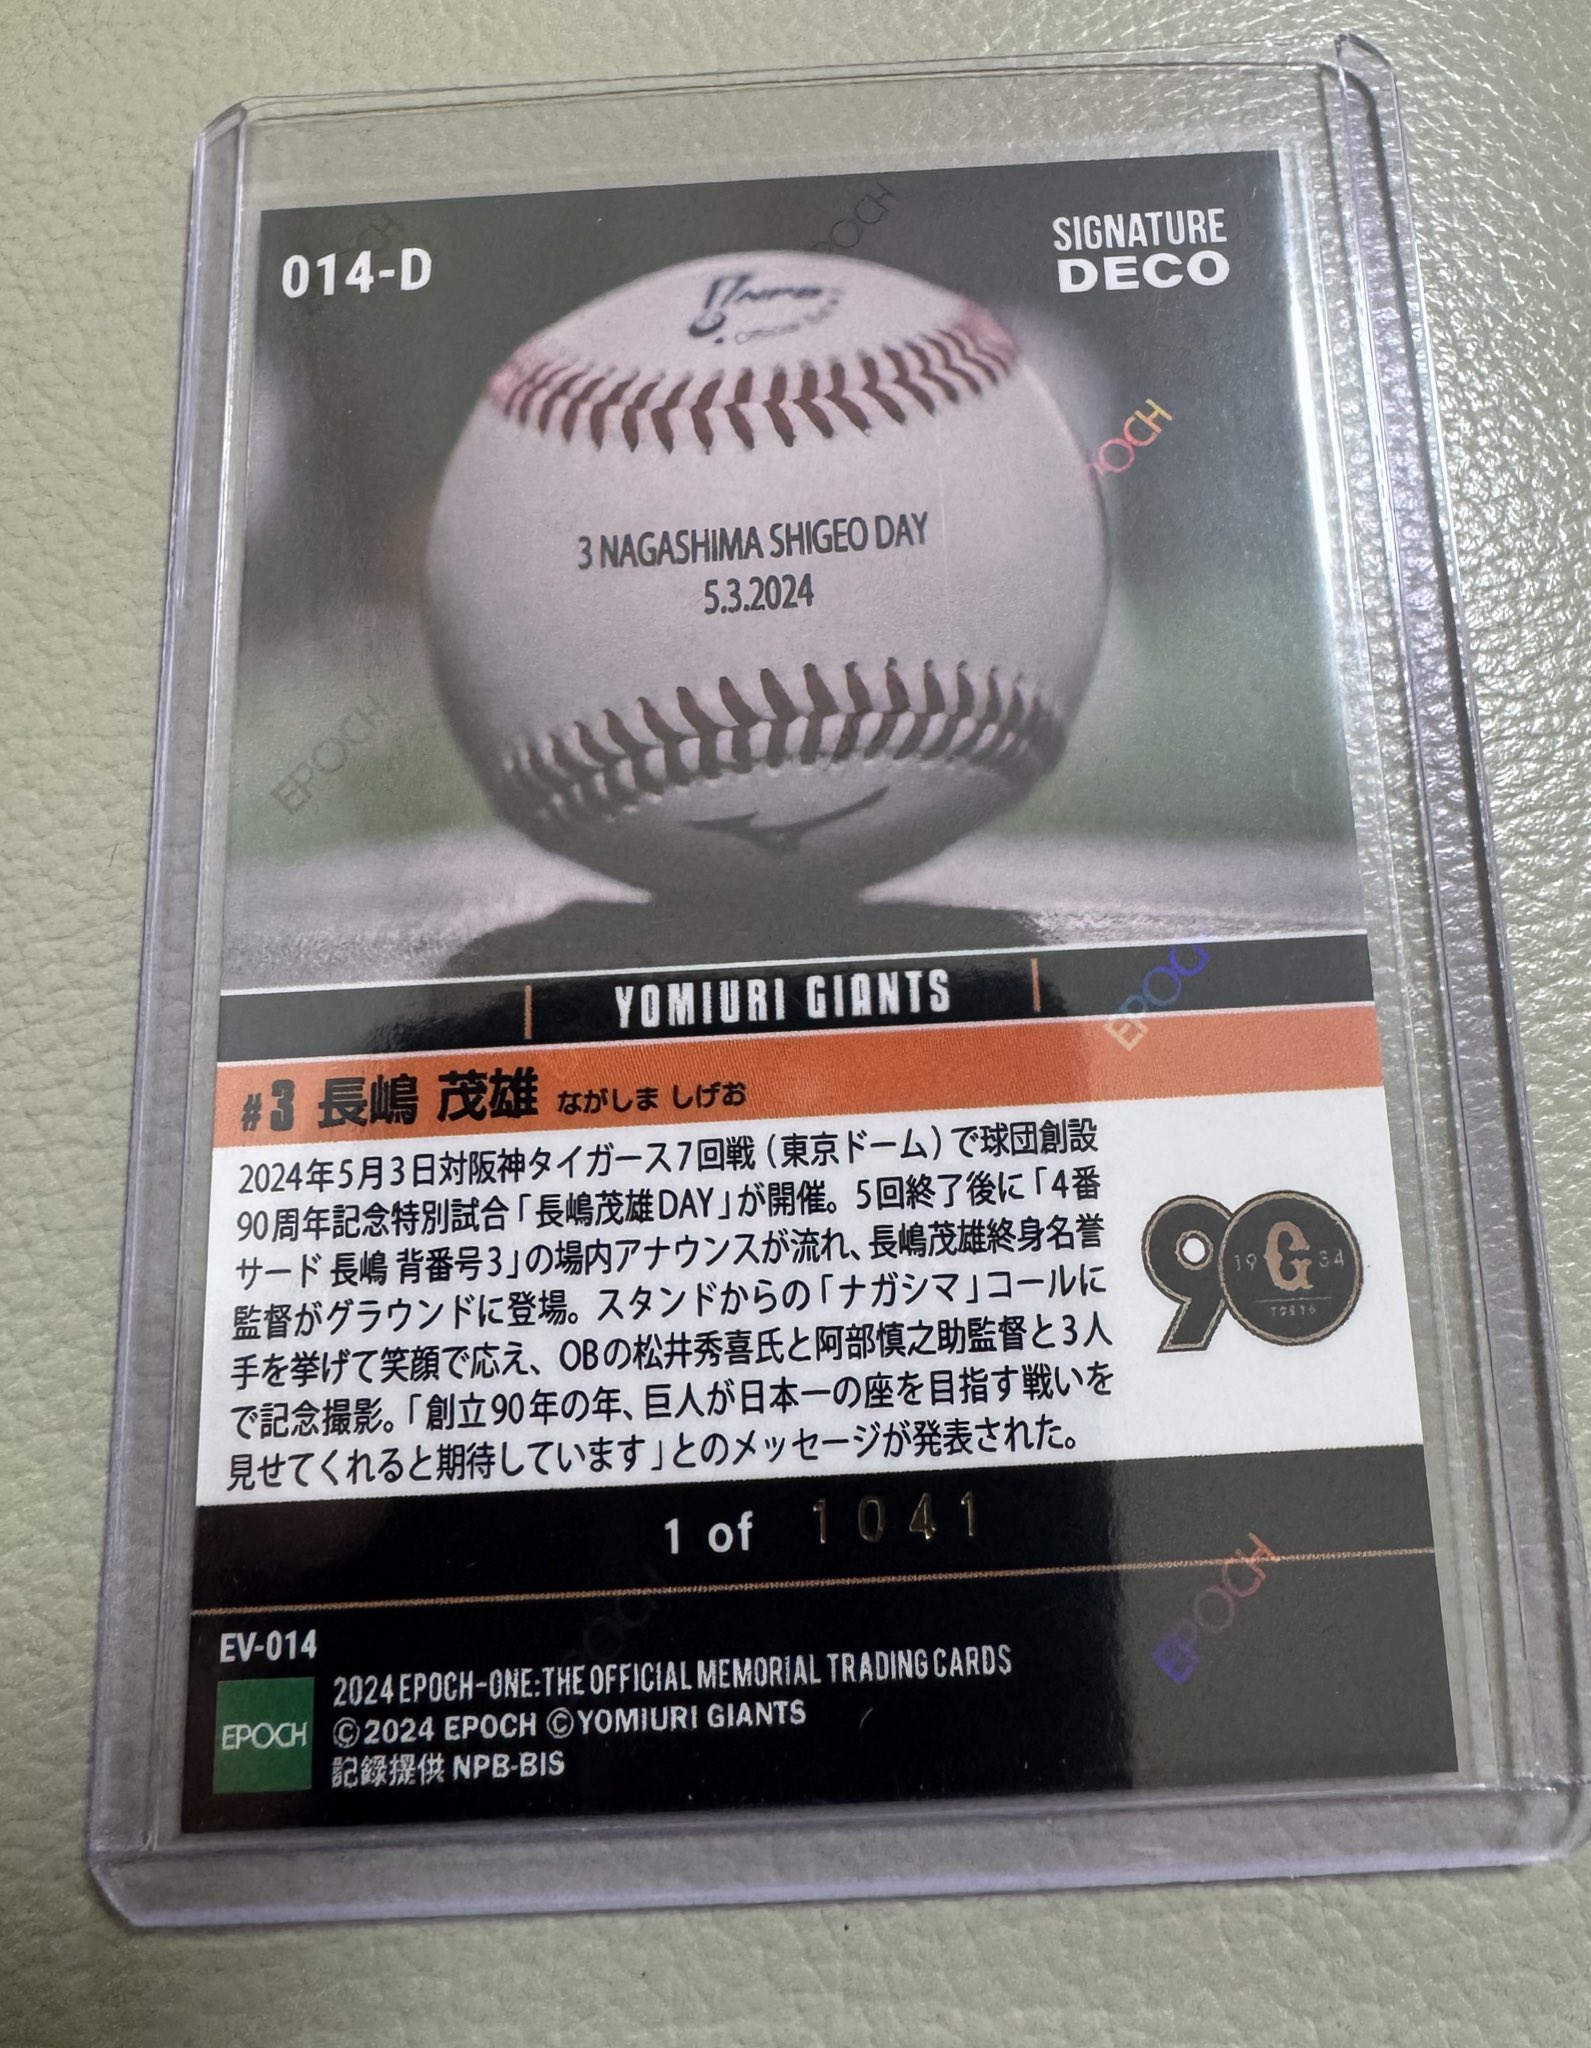 014-D
SIGNATURE
DECO
NPB
3 NAGASHIMA SHIGEO DAY
5.3.2024
YOMIURI GIANTS
#3 長嶋 茂雄 ながしま しげお
2024年5月3日対阪神タイガース7回戦（東京ドーム）で球団創設
90周年記念特別試合「長嶋茂雄DAY」が開催。5回終了後に「4番
サード 長嶋 背番号3」の場内アナウンスが流れ、長嶋茂雄終身名誉
監督がグラウンドに登場。スタンドからの「ナガシマ」コールに
手を挙げて笑顔で応え、OBの松井秀喜氏と阿部慎之助監督と3人
で記念撮影。「創立90年の年、巨人が日本一の座を目指す戦いを
見せてくれると期待しています」とのメッセージが発表された。
90
19 G 34
TOKYO
1 of 1041
EV-014
EPOCH
2024 EPOCH-ONE:THE OFFICIAL MEMORIAL TRADING CARDS
©2024 EPOCH ©YOMIURI GIANTS
記録提供 NPB-BIS
EPOCH
EPOCH
EPOCH
EPOCH